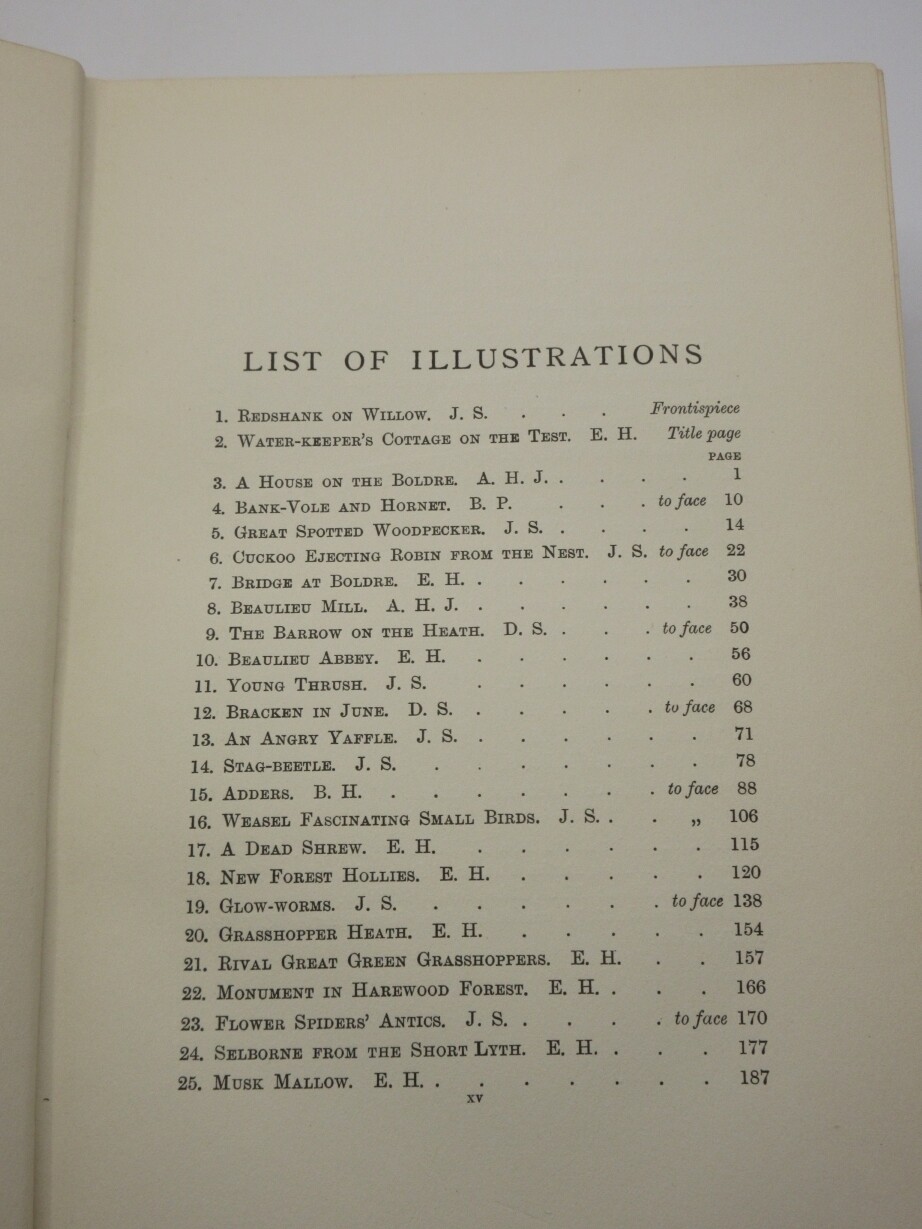 LIST OF ILLUSTRATIONS
1. Redshank on Willow. J. S. . . . Frontispiece
2. Water-keeper's Cottage on the Test. E. H. Title page
PAGE
3. A House on the Boldre. A. H. J. . . . . 1
4. Bank-Vole and Hornet. B. P. . . . to face 10
5. Great Spotted Woodpecker. J. S. . . . . 14
6. Cuckoo Ejecting Robin from the Nest. J. S. to face 22
7. Bridge at Boldre. E. H. . . . . . . 30
8. Beaulieu Mill. A. H. J. . . . . . . 38
9. The Barrow on the Heath. D. S. . . . to face 50
10. Beaulieu Abbey. E. H. . . . . . . 56
11. Young Thrush. J. S. . . . . . . 60
12. Bracken in June. D. S. . . . . . to face 68
13. An Angry Yaffle. J. S. . . . . . . 71
14. Stag-beetle. J. S. . . . . . . . 78
15. Adders. B. H. . . . . . . . to face 88
16. Weasel Fascinating Small Birds. J. S. . . „ 106
17. A Dead Shrew. E. H. . . . . . . 115
18. New Forest Hollies. E. H. . . . . . 120
19. Glow-worms. J. S. . . . . . . to face 138
20. Grasshopper Heath. E. H. . . . . . 154
21. Rival Great Green Grasshoppers. E. H. . . 157
22. Monument in Harewood Forest. E. H. . . . 166
23. Flower Spiders' Antics. J. S. . . . . to face 170
24. Selborne from the Short Lyth. E. H. . . . 177
25. Musk Mallow. E. H. . . . . . . . 187
xv